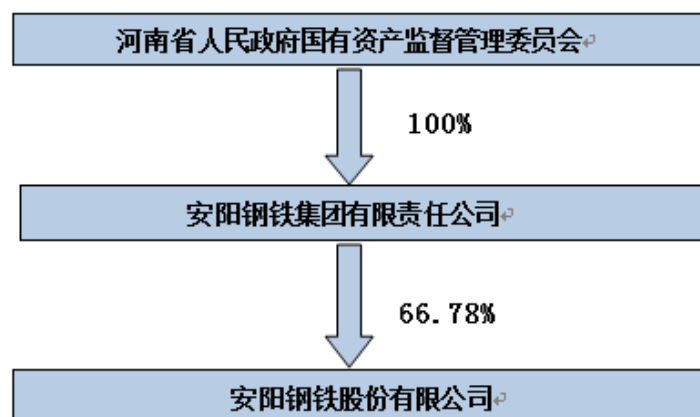 河南省人民政府国有资产监督管理委员会
100%
安阳钢铁集团有限责任公司
66.78%
安阳钢铁股份有限公司